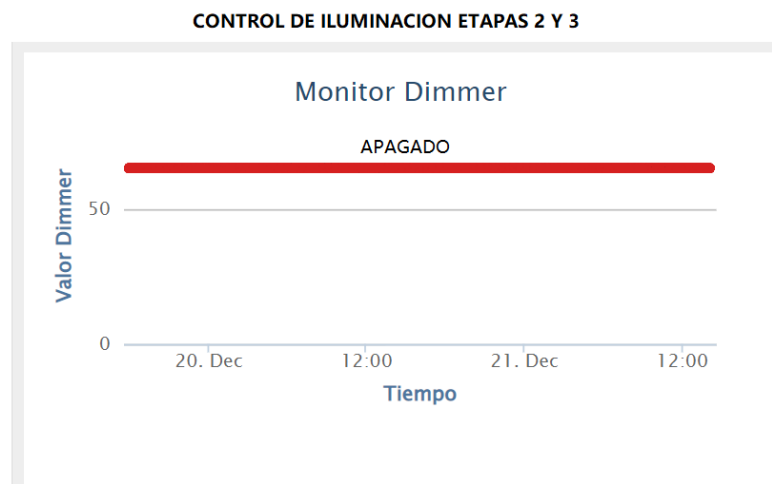 CONTROL DE ILUMINACION ETAPAS 2 Y 3
Monitor Dimmer
APAGADO
Valor Dimmer
50
0
20. Dec 12:00 21. Dec 12:00
Tiempo